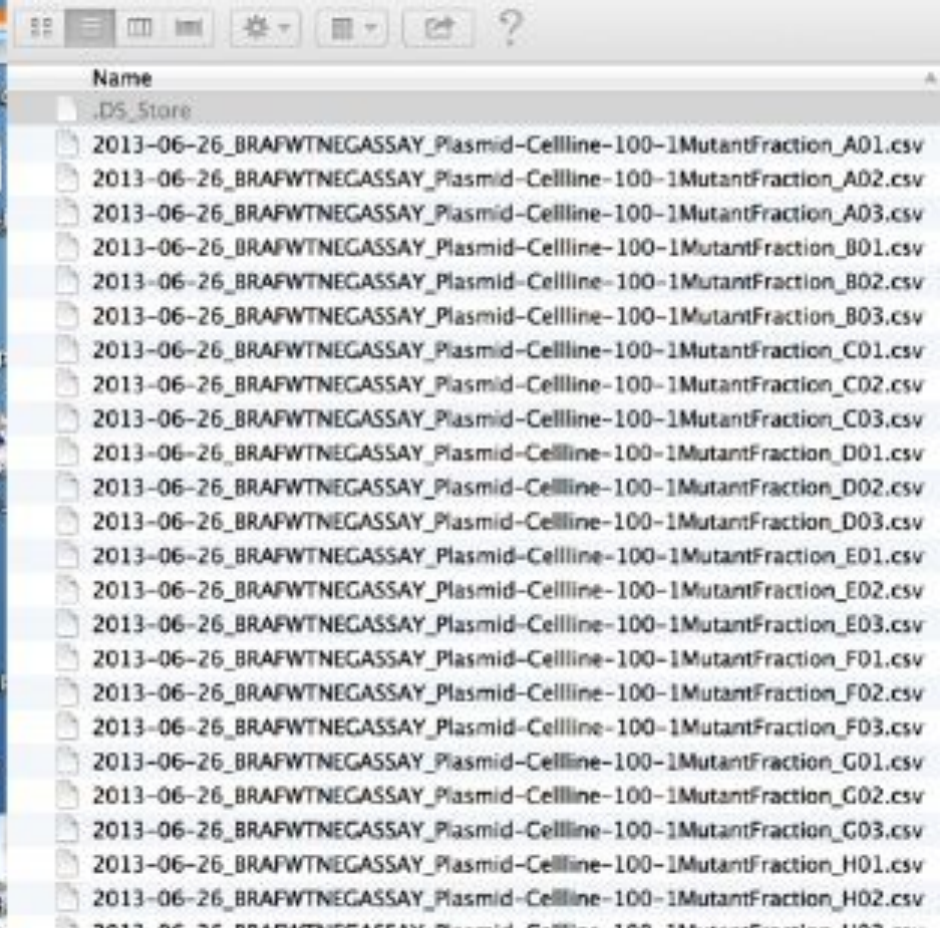 ?
Name
.DS_Store
2013-06-26_BRAFWTNEGASSAY_Plasmid-Cellline-100-1MutantFraction_A01.csv
2013-06-26_BRAFWTNEGASSAY_Plasmid-Cellline-100-1MutantFraction_A02.csv
2013-06-26_BRAFWTNEGASSAY_Plasmid-Cellline-100-1MutantFraction_A03.csv
2013-06-26_BRAFWTNEGASSAY_Plasmid-Cellline-100-1MutantFraction_B01.csv
2013-06-26_BRAFWTNEGASSAY_Plasmid-Cellline-100-1MutantFraction_B02.csv
2013-06-26_BRAFWTNEGASSAY_Plasmid-Cellline-100-1MutantFraction_B03.csv
2013-06-26_BRAFWTNEGASSAY_Plasmid-Cellline-100-1MutantFraction_C01.csv
2013-06-26_BRAFWTNEGASSAY_Plasmid-Cellline-100-1MutantFraction_C02.csv
2013-06-26_BRAFWTNEGASSAY_Plasmid-Cellline-100-1MutantFraction_C03.csv
2013-06-26_BRAFWTNEGASSAY_Plasmid-Cellline-100-1MutantFraction_D01.csv
2013-06-26_BRAFWTNEGASSAY_Plasmid-Cellline-100-1MutantFraction_D02.csv
2013-06-26_BRAFWTNEGASSAY_Plasmid-Cellline-100-1MutantFraction_D03.csv
2013-06-26_BRAFWTNEGASSAY_Plasmid-Cellline-100-1MutantFraction_E01.csv
2013-06-26_BRAFWTNEGASSAY_Plasmid-Cellline-100-1MutantFraction_E02.csv
2013-06-26_BRAFWTNEGASSAY_Plasmid-Cellline-100-1MutantFraction_E03.csv
2013-06-26_BRAFWTNEGASSAY_Plasmid-Cellline-100-1MutantFraction_F01.csv
2013-06-26_BRAFWTNEGASSAY_Plasmid-Cellline-100-1MutantFraction_F02.csv
2013-06-26_BRAFWTNEGASSAY_Plasmid-Cellline-100-1MutantFraction_F03.csv
2013-06-26_BRAFWTNEGASSAY_Plasmid-Cellline-100-1MutantFraction_G01.csv
2013-06-26_BRAFWTNEGASSAY_Plasmid-Cellline-100-1MutantFraction_G02.csv
2013-06-26_BRAFWTNEGASSAY_Plasmid-Cellline-100-1MutantFraction_G03.csv
2013-06-26_BRAFWTNEGASSAY_Plasmid-Cellline-100-1MutantFraction_H01.csv
2013-06-26_BRAFWTNEGASSAY_Plasmid-Cellline-100-1MutantFraction_H02.csv